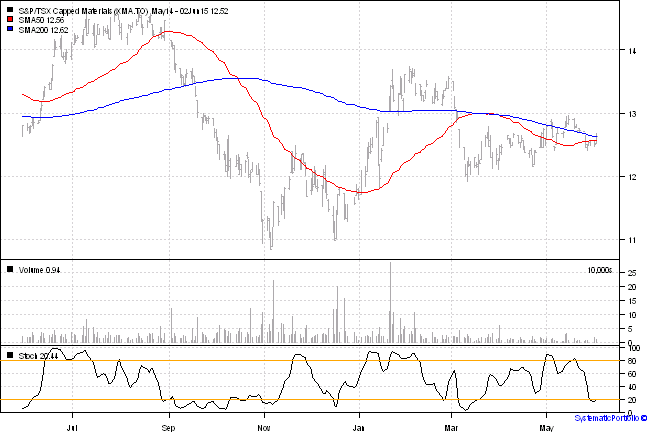 S&P/TSX Capped Materials (XMA.TO) May14 - 02Jun15 12.52
SMA50 12.56
SMA200 12.62
14
13
12
11
Volume 0.94
10,000s
25
20
15
10
5
0
Stoch 20.44
100
80
60
40
20
0
Jul
Sep
Nov
Jan
Mar
May
SystematicPortfolio ©